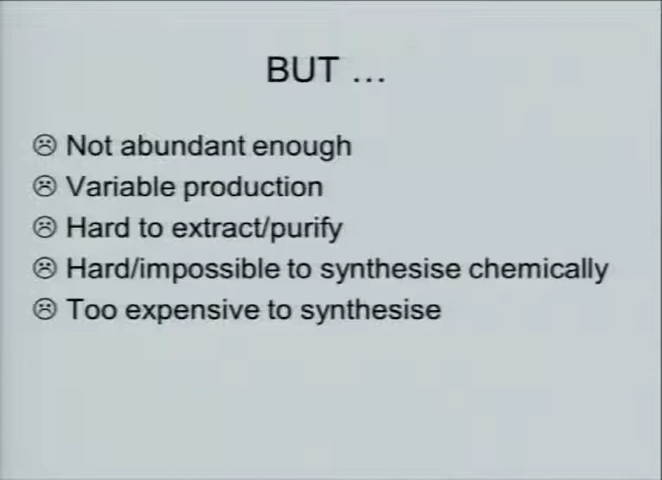 BUT ...
☹ Not abundant enough
☹ Variable production
☹ Hard to extract/purify
☹ Hard/impossible to synthesise chemically
☹ Too expensive to synthesise